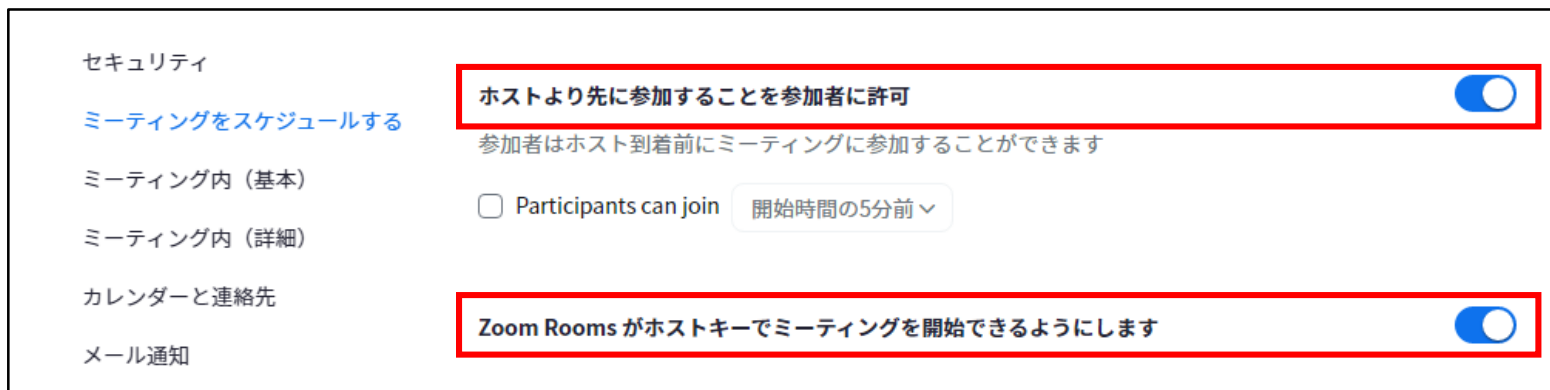 セキュリティ
ミーティングをスケジュールする
ミーティング内（基本）
ミーティング内（詳細）
カレンダーと連絡先
メール通知
ホストより先に参加することを参加者に許可
参加者はホスト到着前にミーティングに参加することができます
Participants can join 開始時間の5分前
Zoom Rooms がホストキーでミーティングを開始できるようにします